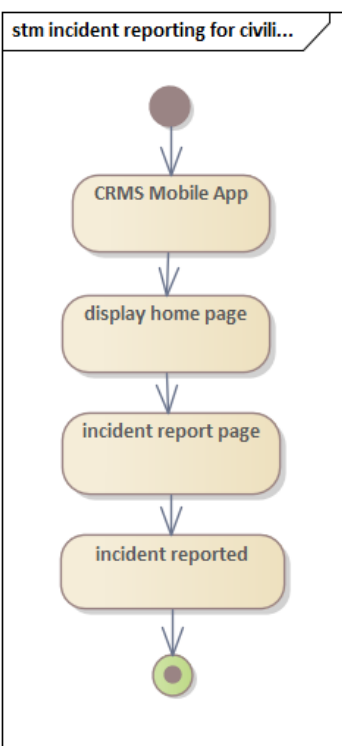 stm incident reporting for civili...
CRMS Mobile App
display home page
incident report page
incident reported